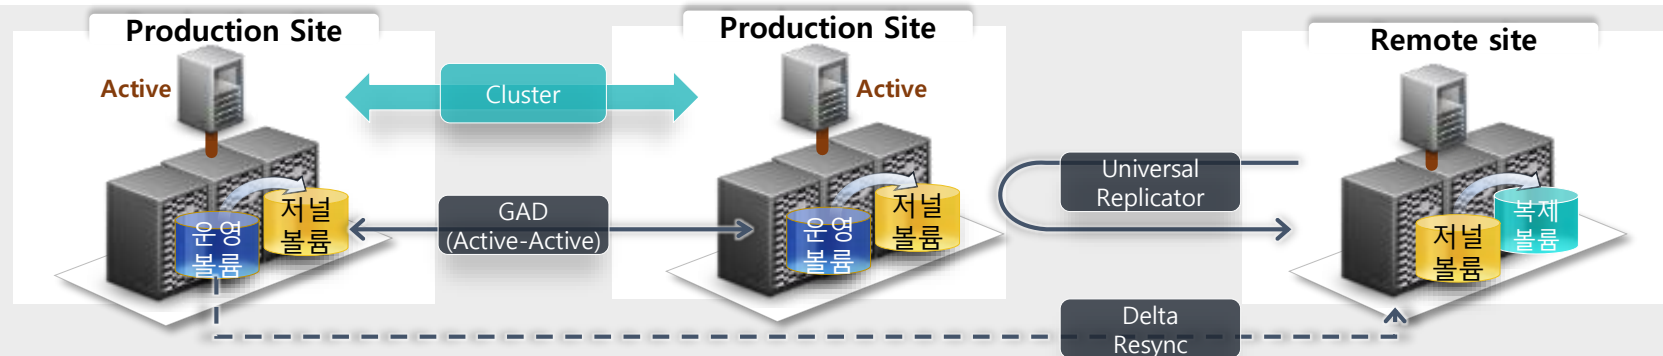 Production Site
Production Site
Remote site
Active
Cluster
Active
Universal
Replicator
저널
볼륨
운영
볼륨
GAD
(Active-Active)
저널
볼륨
운영
볼륨
복제
볼륨
저널
볼륨
Delta
Resync